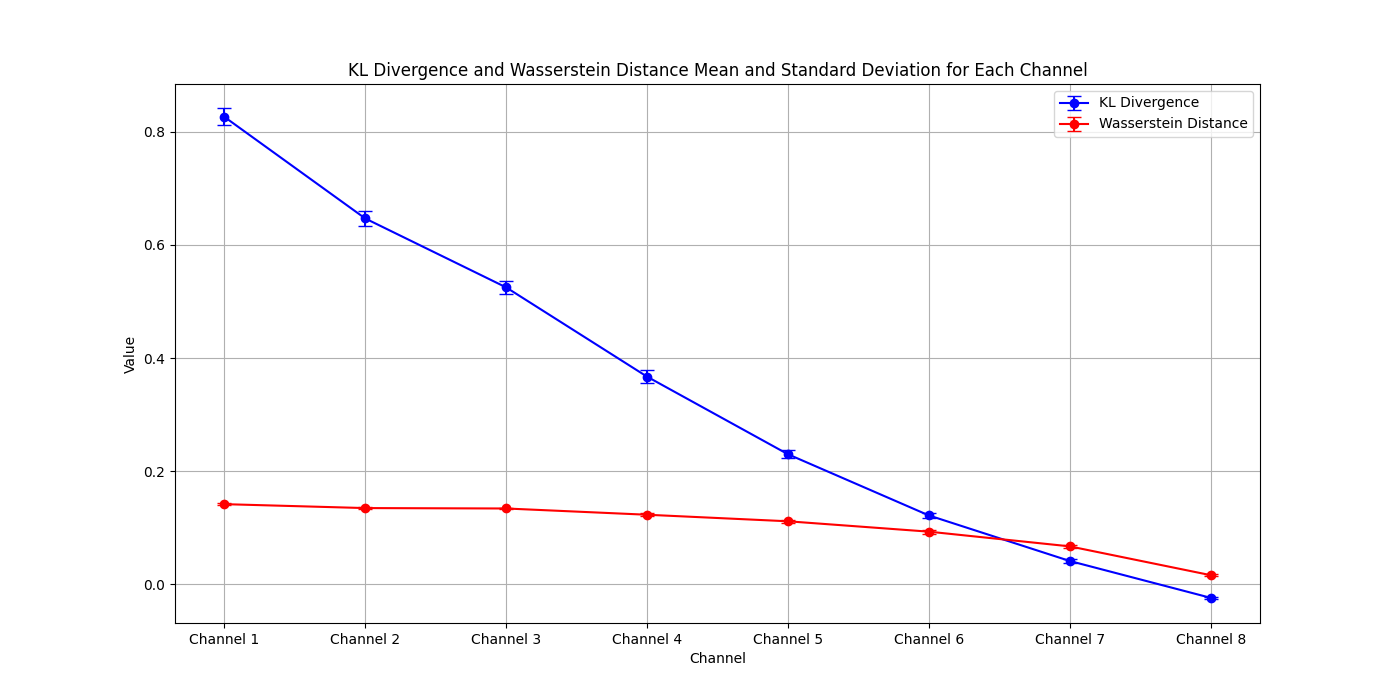 KL Divergence and Wasserstein Distance Mean and Standard Deviation for Each Channel
KL Divergence
Wasserstein Distance
Value
0.8
0.6
0.4
0.2
0.0
Channel 1 Channel 2 Channel 3 Channel 4 Channel 5 Channel 6 Channel 7 Channel 8
Channel